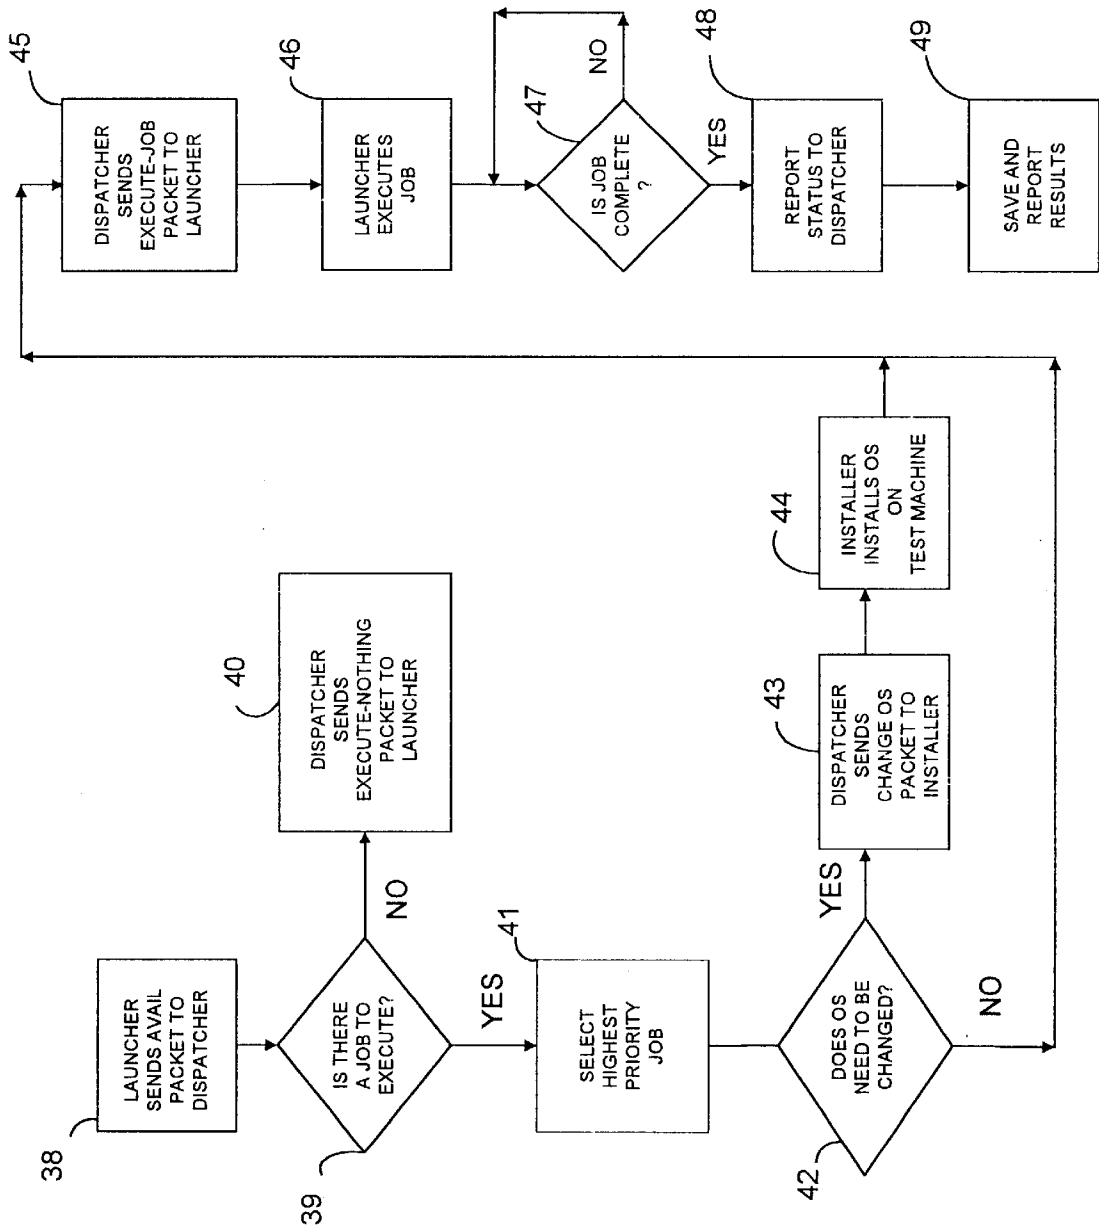 38
LAUNCHER
SENDS AVAIL
PACKET TO
DISPATCHER
39
IS THERE
A JOB TO
EXECUTE?
NO
40
DISPATCHER
SENDS
EXECUTE-NOTHING
PACKET TO
LAUNCHER
YES
41
SELECT
HIGHEST
PRIORITY
JOB
42
DOES OS
NEED TO BE
CHANGED?
YES
43
DISPATCHER
SENDS
CHANGE OS
PACKET TO
INSTALLER
44
INSTALLER
INSTALLS OS
ON
TEST MACHINE
NO
45
DISPATCHER
SENDS
EXECUTE-JOB
PACKET TO
LAUNCHER
46
LAUNCHER
EXECUTES
JOB
47
IS JOB
COMPLETE
?
NO
YES
48
REPORT
STATUS TO
DISPATCHER
49
SAVE AND
REPORT
RESULTS